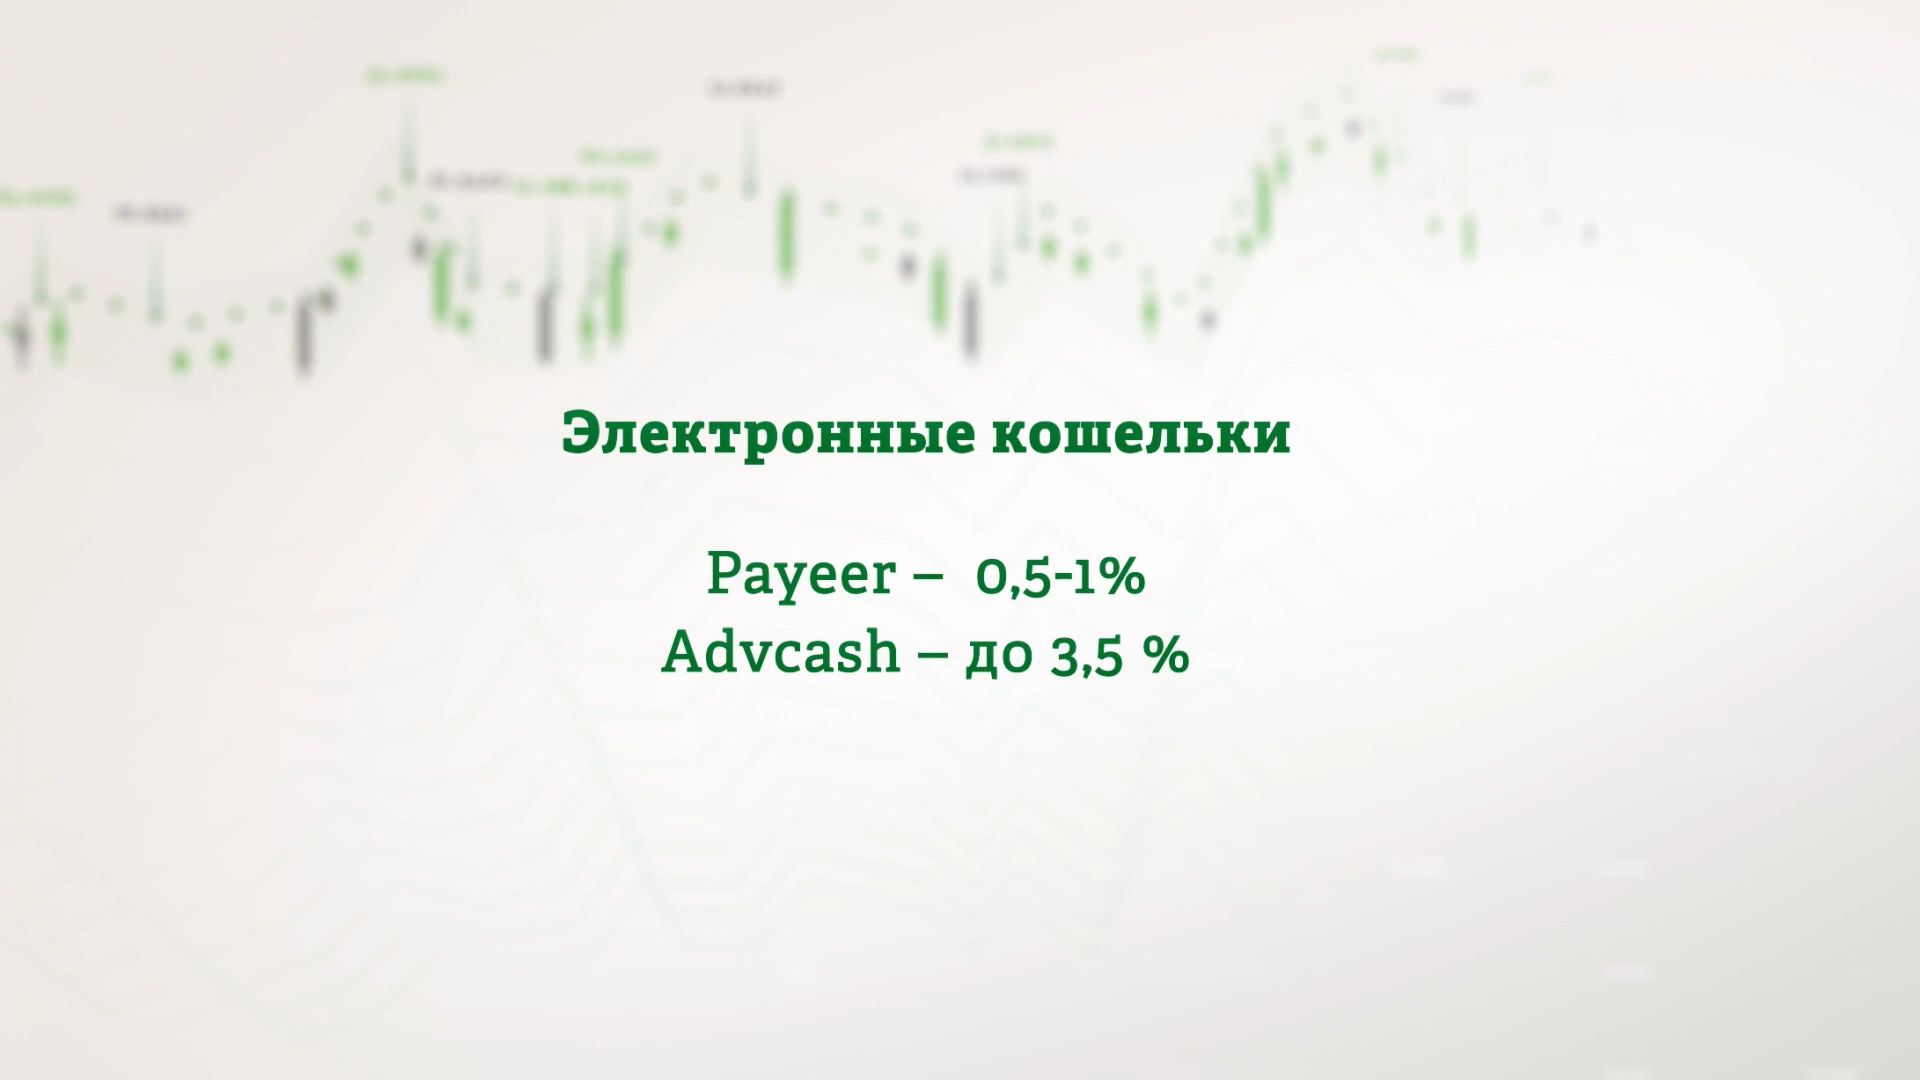 Электронные кошельки
Payeer – 0,5-1%
Advcash – до 3,5 %